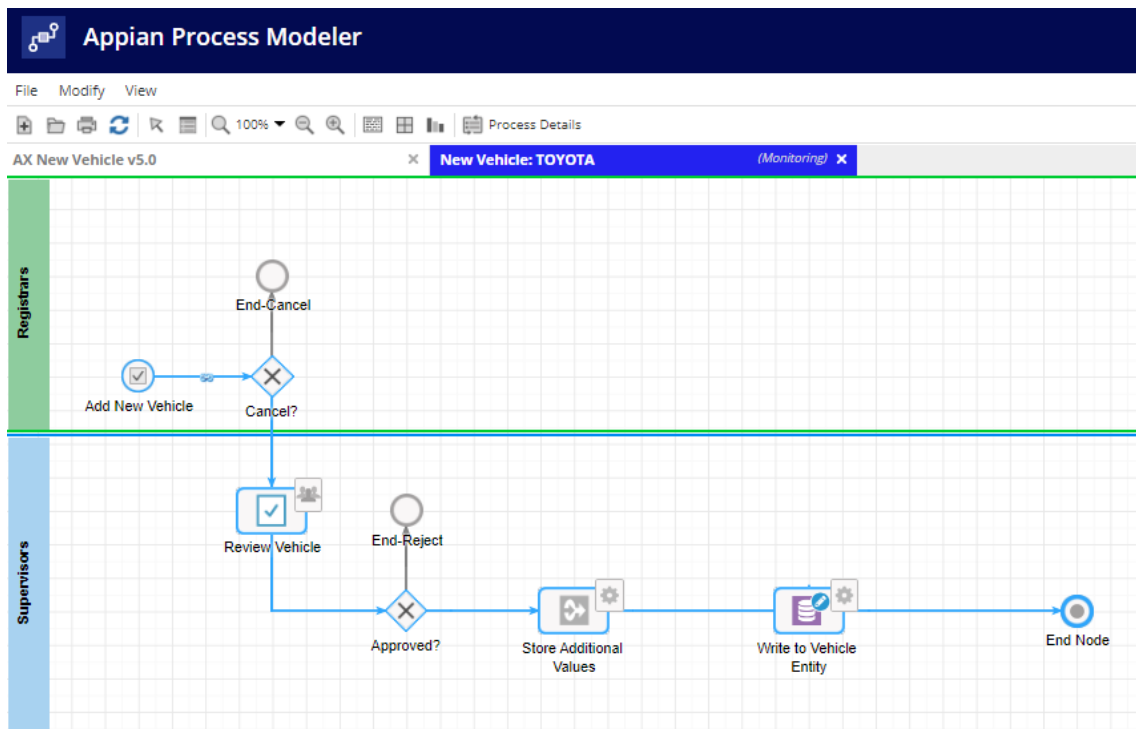 Appian Process Modeler
File Modify View
100% Process Details
AX New Vehicle v5.0 New Vehicle: TOYOTA (Monitoring)
Registrars
End-Cancel
Add New Vehicle
Cancel?
Supervisors
Review Vehicle
End-Reject
Approved?
Store Additional
Values
Write to Vehicle
Entity
End Node